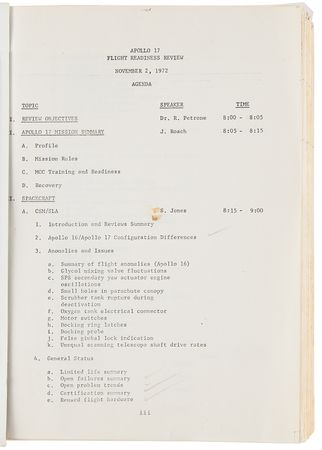 APOLLO 17
FLIGHT READINESS REVIEW
NOVEMBER 2, 1972
AGENDA
TOPIC SPEAKER TIME
I. REVIEW OBJECTIVES Dr. R. Petrone 8:00 - 8:05
I. APOLLO 17 MISSION SUMMARY J. Roach 8:05 - 8:15
A. Profile
B. Mission Rules
C. MCC Training and Readiness
D. Recovery
I. SPACECRAFT
A. CSM/SLA S. Jones 8:15 - 9:00
1. Introduction and Reviews Summary
2. Apollo 16/Apollo 17 Configuration Differences
3. Anomalies and Issues
a. Summary of flight anomalies (Apollo 16)
b. Glycol mixing valve fluctuations
c. SPS secondary yaw actuator engine
oscillations
d. Small holes in parachute canopy
e. Scrubber tank rupture during
deactivation
f. Oxygen tank electrical connector
g. Motor switches
h. Docking ring latches
i. Docking probe
j. False global lock indication
k. Unequal scanning telescope shaft drive rates
4. General Status
a. Limited life summary
b. Open failures summary
c. Open problem trends
d. Certification summary
e. Reward flight hardware
iii